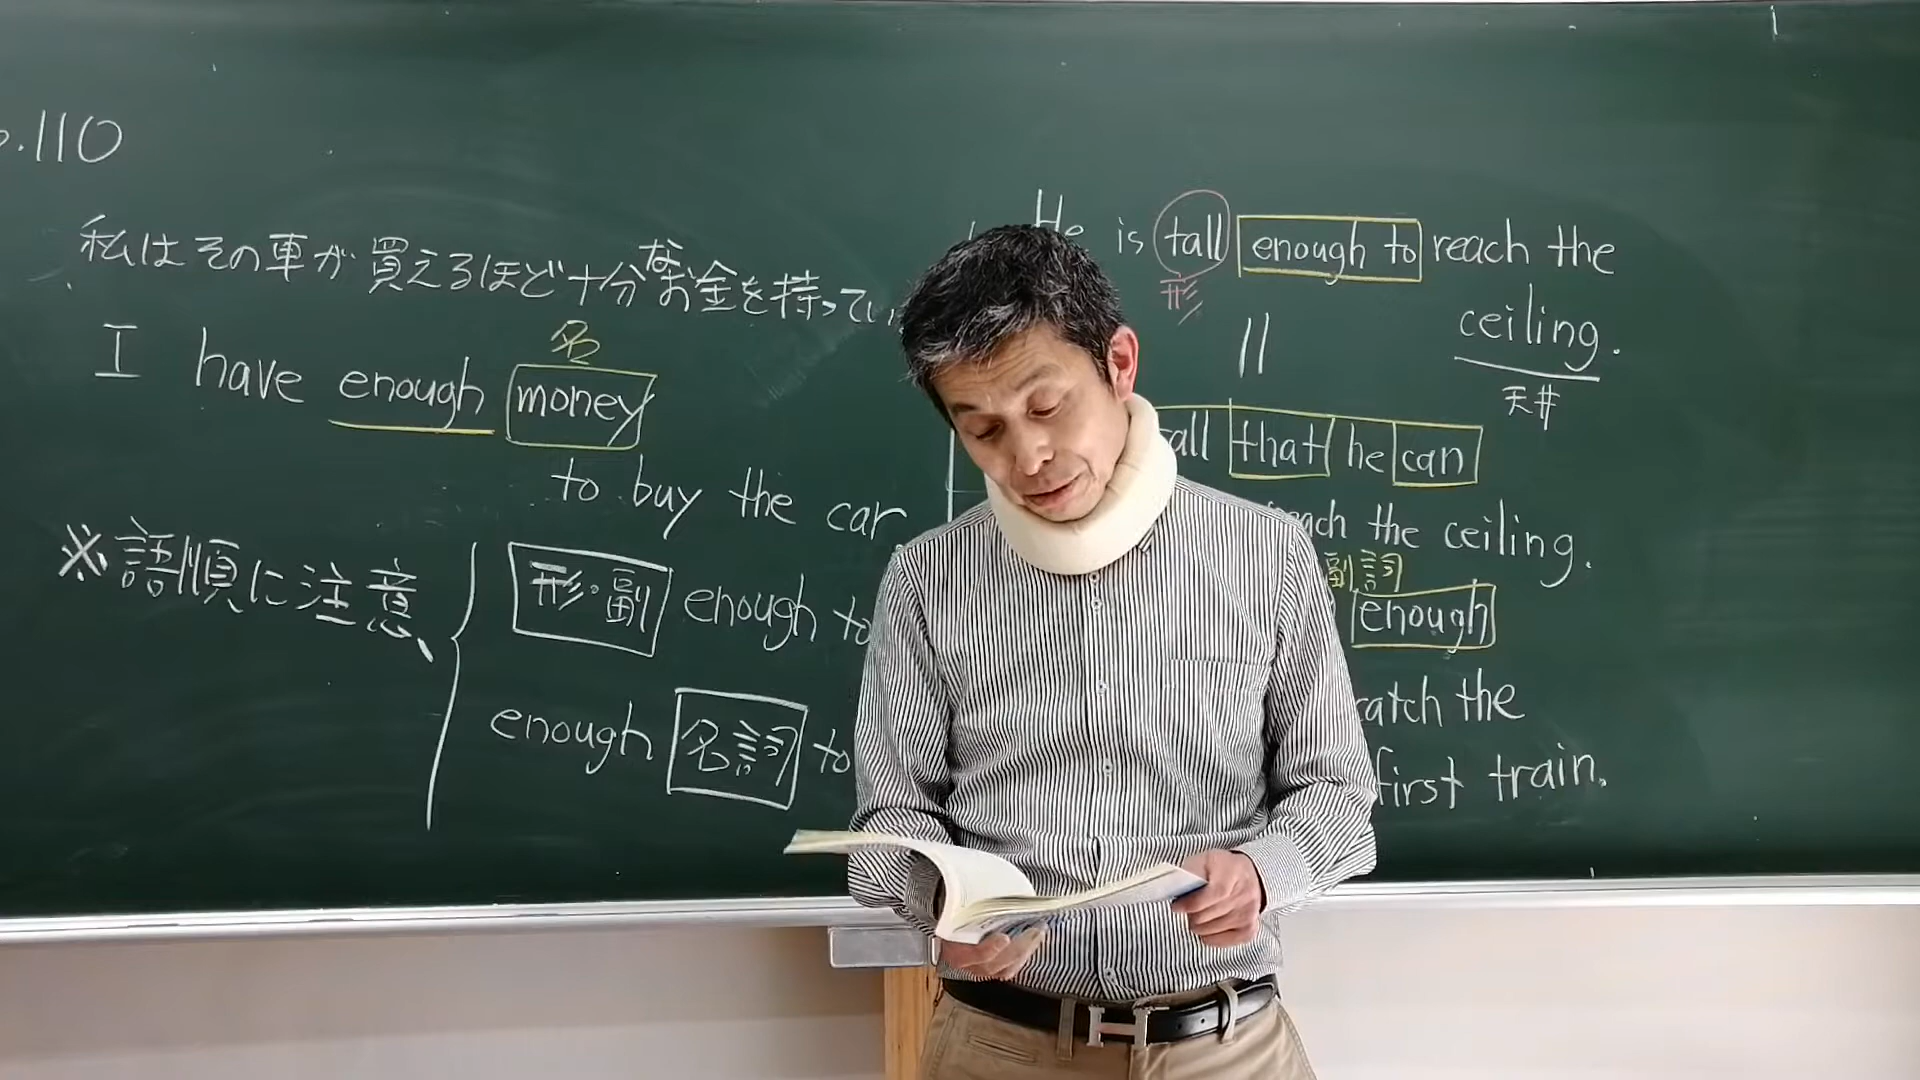 p.110
私はその車が買えるほど十分なお金を持ってい
名
I have enough money
to buy the car.
※語順に注意、
形・副 enough to
enough 名詞 to
He is tall enough to reach the
形
ceiling.
天井
||
tall that he can
reach the ceiling.
副詞
enough
catch the
first train.